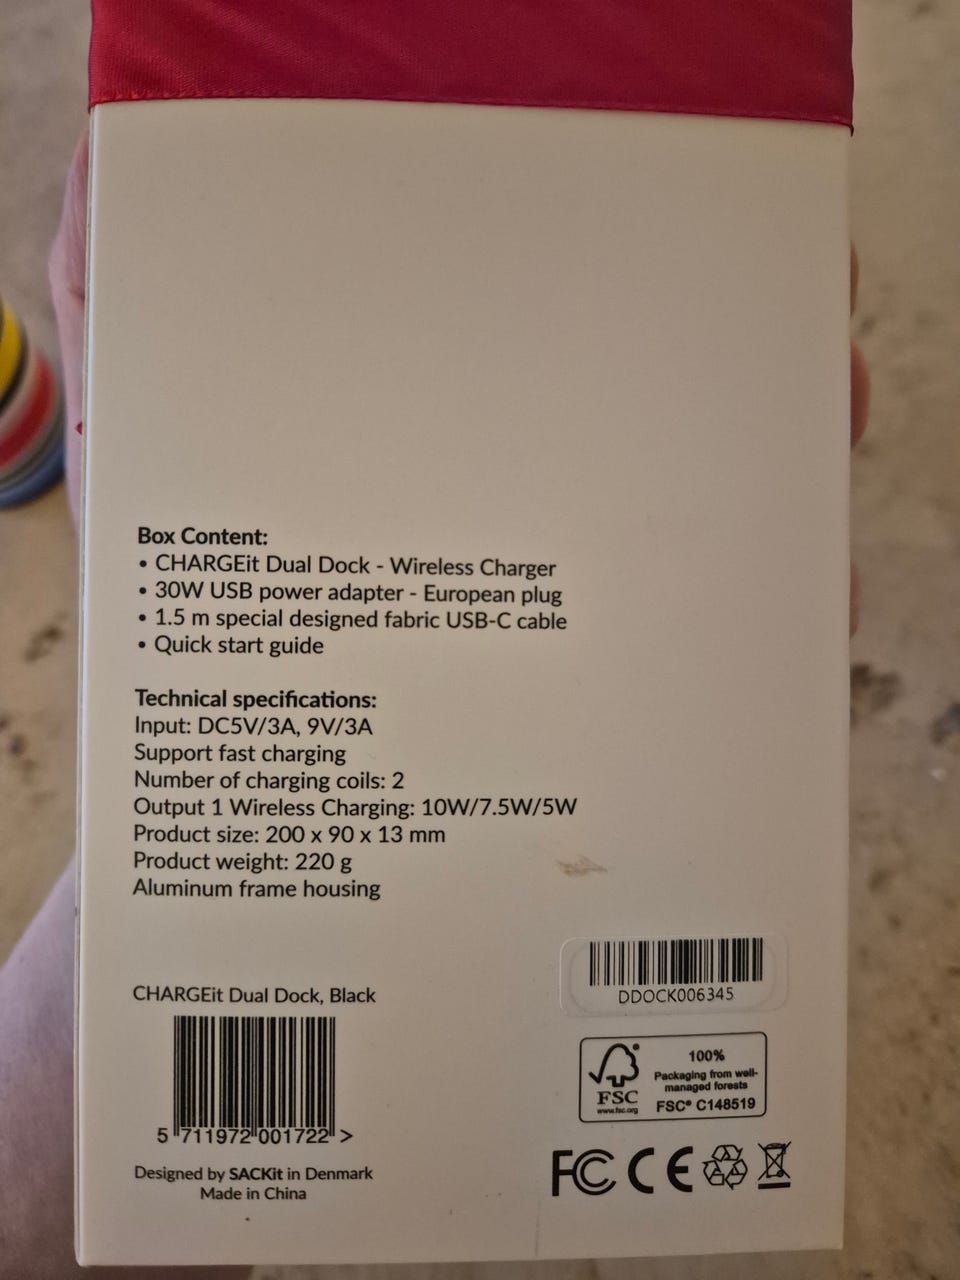 Box Content:
• CHARGEit Dual Dock - Wireless Charger
• 30W USB power adapter - European plug
• 1.5 m special designed fabric USB-C cable
• Quick start guide
Technical specifications:
Input: DC5V/3A, 9V/3A
Support fast charging
Number of charging coils: 2
Output 1 Wireless Charging: 10W/7.5W/5W
Product size: 200 x 90 x 13 mm
Product weight: 220 g
Aluminum frame housing
CHARGEit Dual Dock, Black
5 711972 001722 >
Designed by SACKit in Denmark
Made in China
DDOCK006345
FSC
www.fsc.org
100%
Packaging from well-
managed forests
FSC® C148519
FC CE